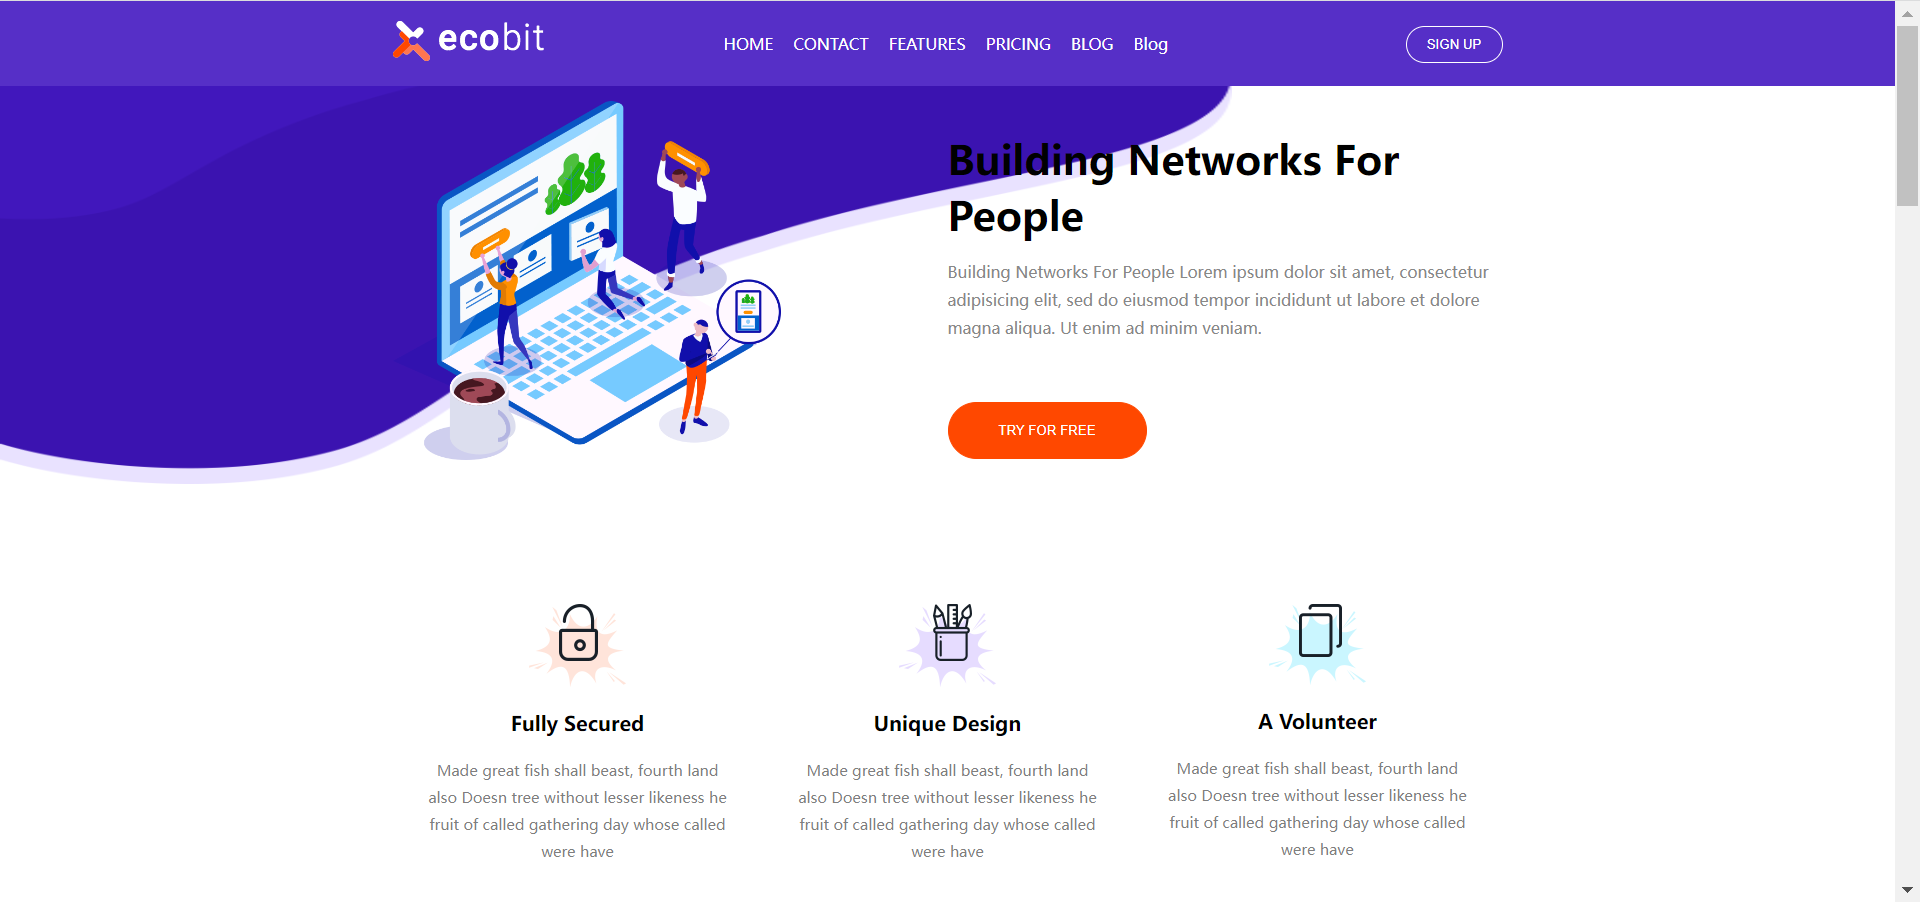 ecobit
HOME CONTACT FEATURES PRICING BLOG Blog
SIGN UP
Building Networks For
People
Building Networks For People Lorem ipsum dolor sit amet, consectetur
adipisicing elit, sed do eiusmod tempor incididunt ut labore et dolore
magna aliqua. Ut enim ad minim veniam.
TRY FOR FREE
Fully Secured
Made great fish shall beast, fourth land
also Doesn tree without lesser likeness he
fruit of called gathering day whose called
were have
Unique Design
Made great fish shall beast, fourth land
also Doesn tree without lesser likeness he
fruit of called gathering day whose called
were have
A Volunteer
Made great fish shall beast, fourth land
also Doesn tree without lesser likeness he
fruit of called gathering day whose called
were have